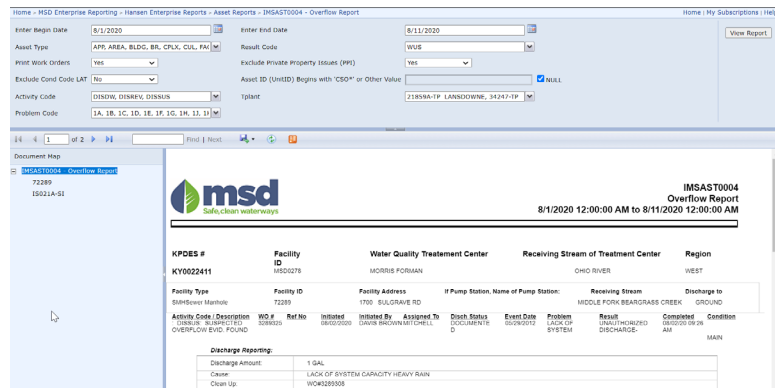 Home > MSD Enterprise Reporting > Hansen Enterprise Reports > Asset Reports > IMSAST0004 - Overflow Report Home | My Subscriptions | Help
Enter Begin Date 8/1/2020 Enter End Date 8/11/2020 View Report
Asset Type APP, AREA, BLDG, BR, CPLX, CUL, FAC Result Code WUS
Print Work Orders Yes Exclude Private Property Issues (PPI) Yes
Exclude Cond Code LAT No Asset ID (UnitID) Begins with 'CSO*' or Other Value NULL
Activity Code DISDW, DISREV, DISSUS Tplant 21859A-TP LANSDOWNE, 34247-TP
Problem Code 1A, 1B, 1C, 1D, 1E, 1F, 1G, 1H, 1J,
1 of 2 Find | Next
Document Map
IMSAST0004 - Overflow Report
72289
IS021A-SI
msd
Safe,clean waterways
IMSAST0004
Overflow Report
8/1/2020 12:00:00 AM to 8/11/2020 12:00:00 AM
KPDES # Facility ID Water Quality Treatement Center Receiving Stream of Treatment Center Region
KY0022411 MSD0278 MORRIS FORMAN OHIO RIVER WEST
Facility Type Facility ID Facility Address If Pump Station, Name of Pump Station: Receiving Stream Discharge to
SMHSewer Manhole 72289 1700 SULGRAVE RD MIDDLE FORK BEARGRASS CREEK GROUND
Activity Code / Description WO # Ref No Initiated Initiated By Assigned To Disch Status Event Date Problem Result Completed Condition
DISSUS: SUSPECTED 3289325 08/02/2020 DAVIS BROWN MITCHELL DOCUMENTE 05/29/2012 LACK OF UNAUTHORIZED 08/02/20 09:26
OVERFLOW EVID. FOUND D SYSTEM DISCHARGE- AM
MAIN
Discharge Reporting:
Discharge Amount: 1 GAL
Cause: LACK OF SYSTEM CAPACITY HEAVY RAIN
Clean Up: WO#3289308